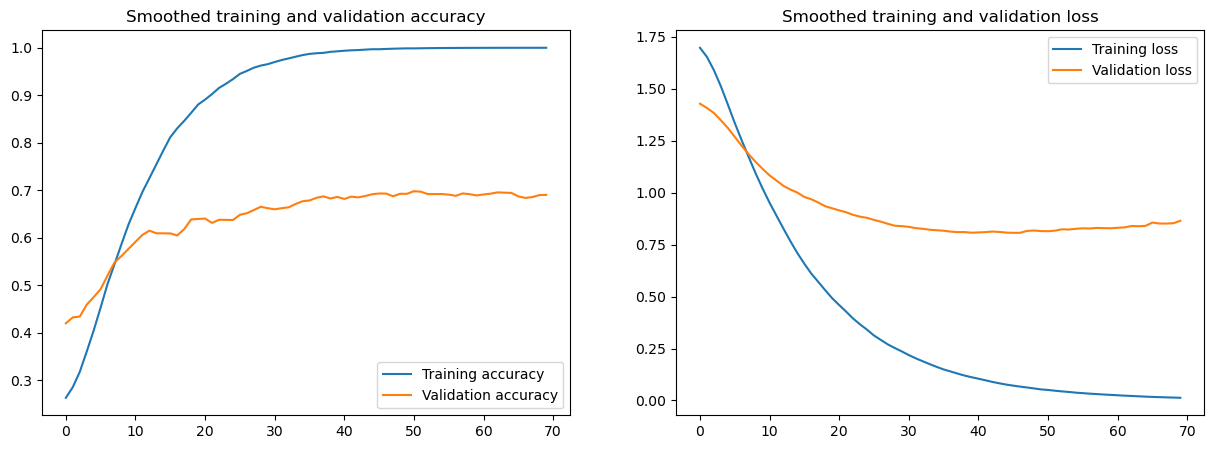 Smoothed training and validation accuracy
1.0
0.9
0.8
0.7
0.6
0.5
0.4
0.3
Training accuracy
Validation accuracy
0 10 20 30 40 50 60 70
Smoothed training and validation loss
1.75
1.50
1.25
1.00
0.75
0.50
0.25
0.00
Training loss
Validation loss
0 10 20 30 40 50 60 70